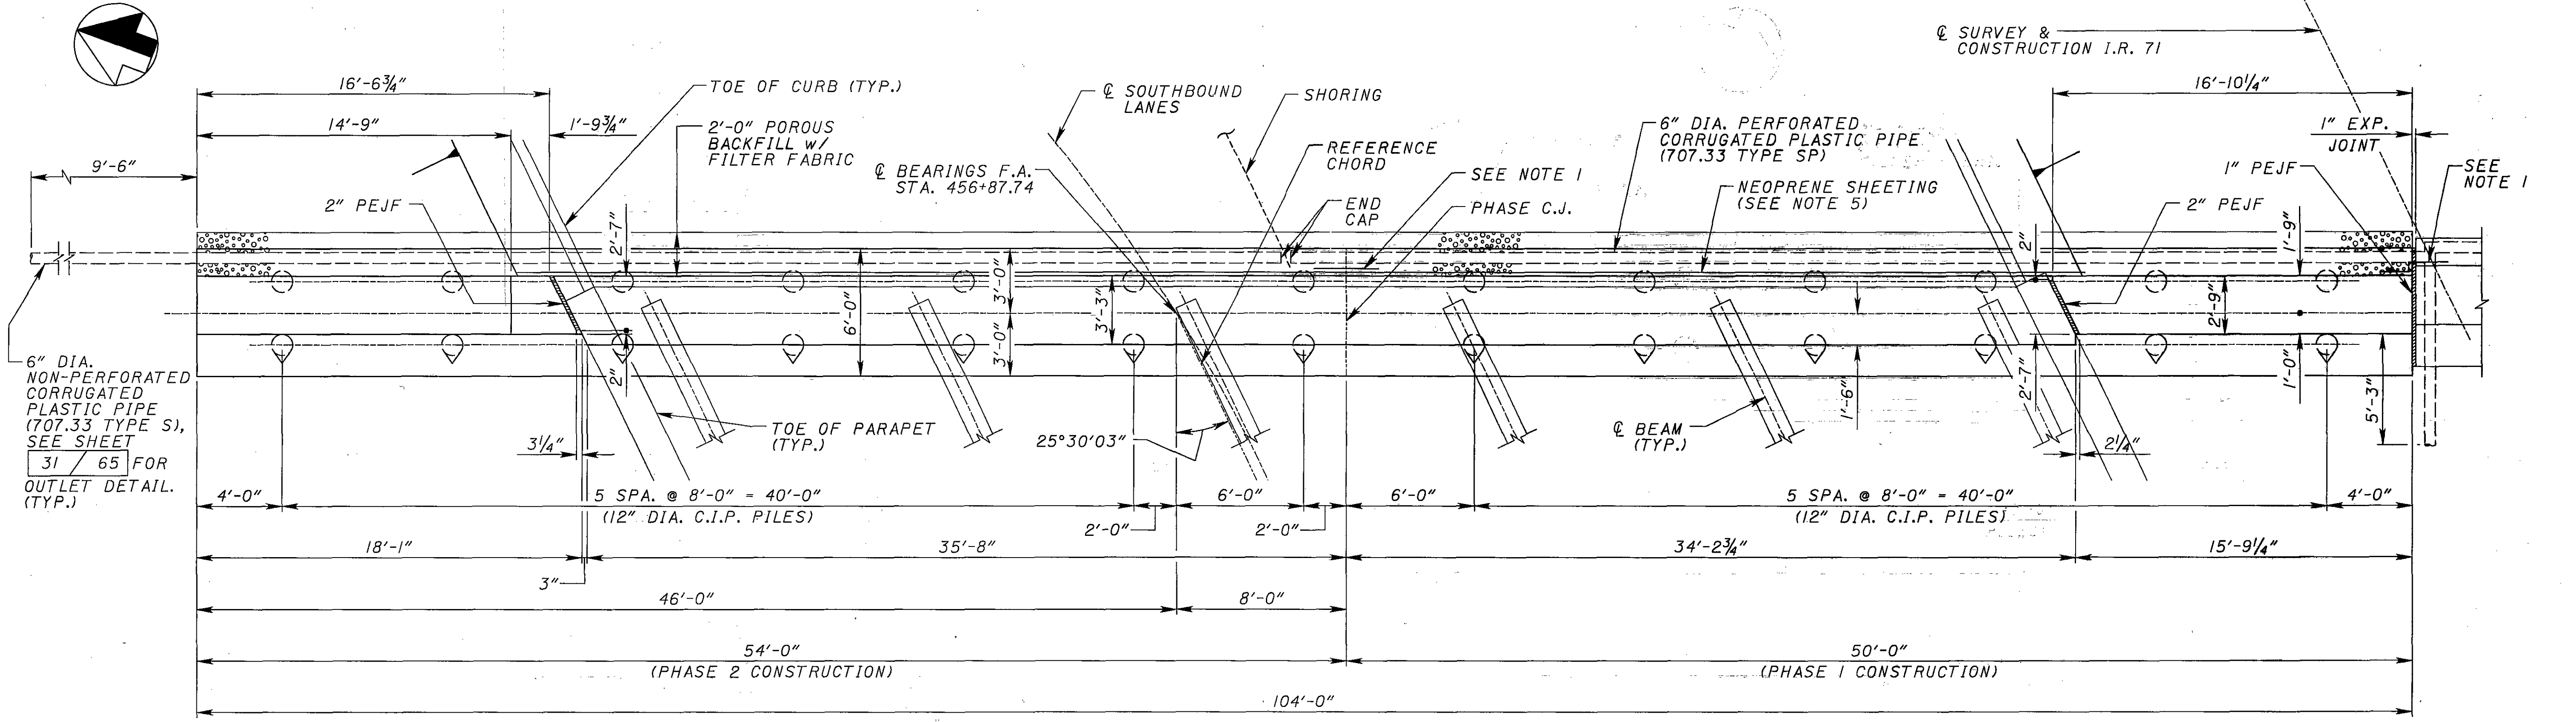 ℄ SURVEY &
CONSTRUCTION I.R. 71
16'-6¾"
TOE OF CURB (TYP.)
℄ SOUTHBOUND
LANES
SHORING
16'-10¼"
14'-9"
1'-9¾"
2'-0" POROUS
BACKFILL W/
FILTER FABRIC
6" DIA. PERFORATED
CORRUGATED PLASTIC PIPE
(707.33 TYPE SP)
1" EXP.
JOINT
9'-6"
℄ BEARINGS F.A.
STA. 456+87.74
REFERENCE
CHORD
SEE NOTE 1
1" PEJF
SEE
NOTE 1
2" PEJF
END
CAP
PHASE C.J.
NEOPRENE SHEETING
(SEE NOTE 5)
2" PEJF
2'-7"
6'-0"
3'-0"
3'-0"
3'-3"
2"
1'-9"
2'-9"
6" DIA.
NON-PERFORATED
CORRUGATED
PLASTIC PIPE
(707.33 TYPE S),
SEE SHEET
31 / 65 FOR
OUTLET DETAIL.
(TYP.)
2"
1'-6"
2'-7"
1'-0"
5'-3"
3¼"
TOE OF PARAPET
(TYP.)
25°30'03"
℄ BEAM
(TYP.)
2¼"
4'-0"
5 SPA. @ 8'-0" = 40'-0"
(12" DIA. C.I.P. PILES)
2'-0"
6'-0"
2'-0"
6'-0"
5 SPA. @ 8'-0" = 40'-0"
(12" DIA. C.I.P. PILES)
4'-0"
18'-1"
3"
35'-8"
34'-2¾"
15'-9¼"
46'-0"
8'-0"
54'-0"
(PHASE 2 CONSTRUCTION)
50'-0"
(PHASE 1 CONSTRUCTION)
104'-0"